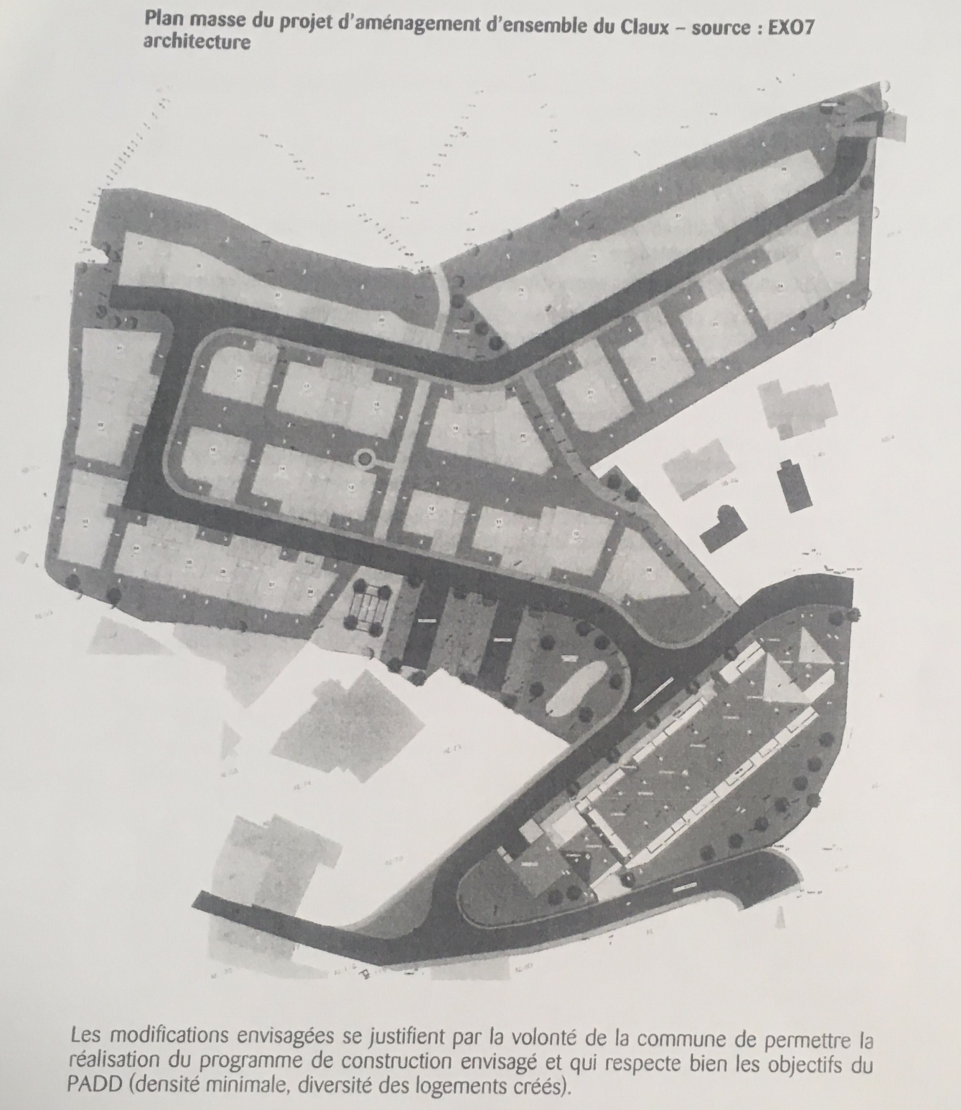 Plan masse du projet d'aménagement d'ensemble du Claux – source : EXO7
architecture
Les modifications envisagées se justifient par la volonté de la commune de permettre la
réalisation du programme de construction envisagé et qui respecte bien les objectifs du
PADD (densité minimale, diversité des logements créés).